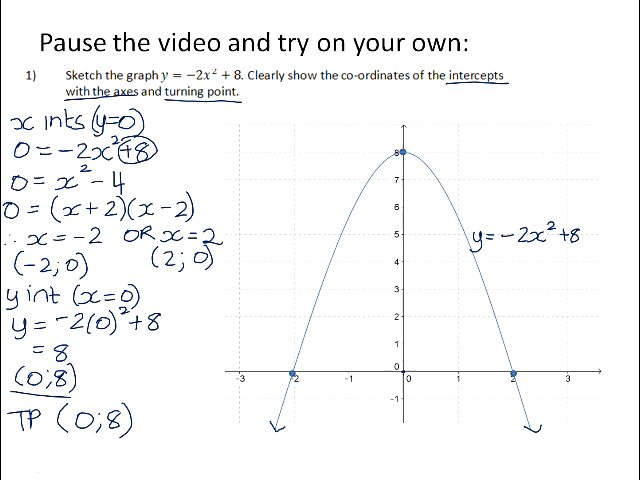 Pause the video and try on your own:
1) Sketch the graph y = −2x² + 8. Clearly show the co-ordinates of the intercepts
with the axes and turning point.
x ints (y=0)
0 = -2x² +8
0 = x² - 4
0 = (x+2)(x-2)
∴ x = -2 OR x = 2
(-2; 0) (2; 0)
y int (x=0)
y = -2(0)² +8
= 8
(0;8)
TP (0;8)
8
7
6
5
4
3
2
1
0
-1
-3 -2 -1 0 1 2 3
y = -2x² +8